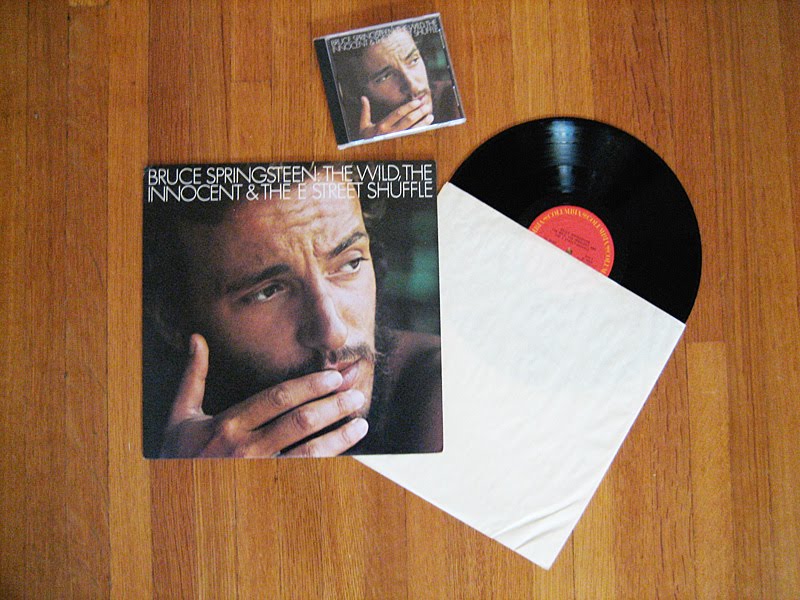 BRUCE SPRINGSTEEN: THE WILD, THE
INNOCENT & THE E STREET SHUFFLE
BRUCE SPRINGSTEEN: THE WILD, THE
INNOCENT & THE E STREET SHUFFLE
COLUMBIA COLUMBIA